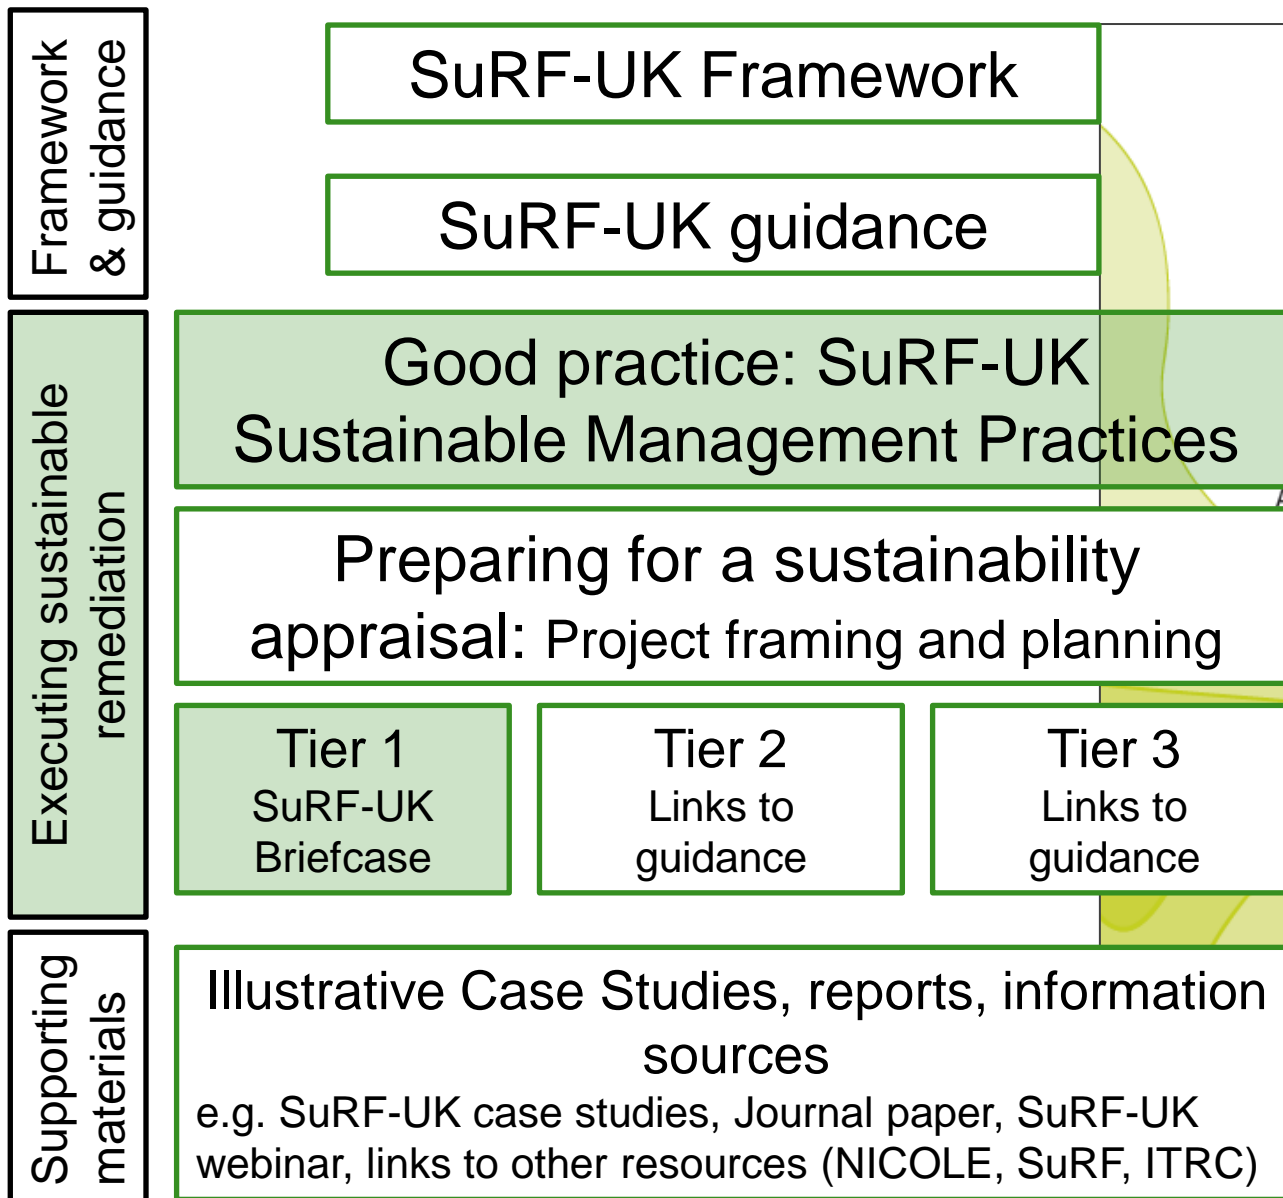 Framework
& guidance
SuRF-UK Framework
SuRF-UK guidance
Executing sustainable
remediation
Good practice: SuRF-UK
Sustainable Management Practices
Preparing for a sustainability
appraisal: Project framing and planning
Tier 1
SuRF-UK
Briefcase
Tier 2
Links to
guidance
Tier 3
Links to
guidance
Supporting
materials
Illustrative Case Studies, reports, information
sources
e.g. SuRF-UK case studies, Journal paper, SuRF-UK
webinar, links to other resources (NICOLE, SuRF, ITRC)